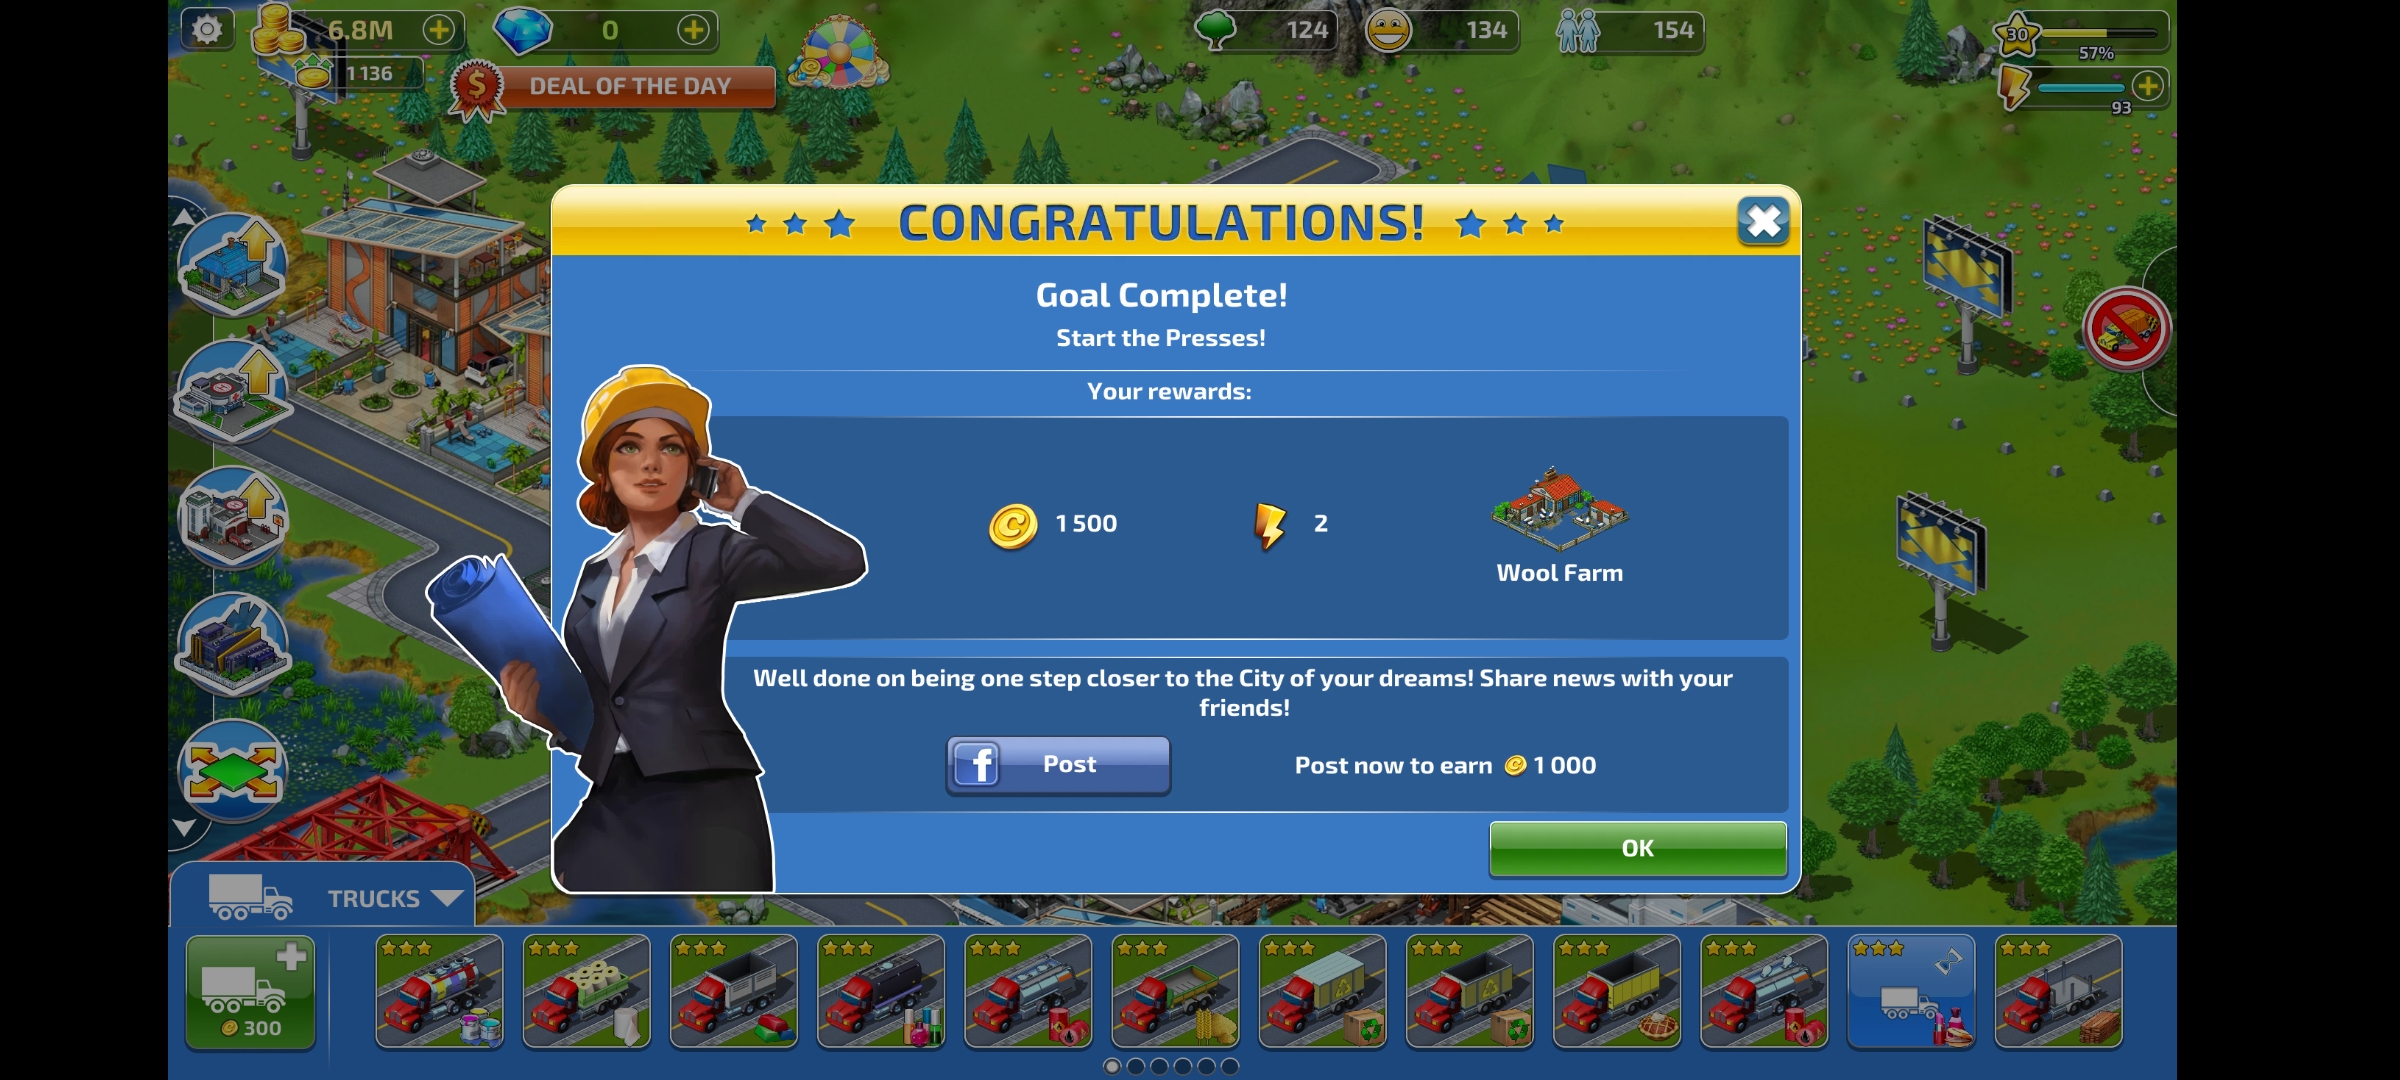 6.8M
0
124
134
154
30
57%
1 136
DEAL OF THE DAY
93
CONGRATULATIONS!
Goal Complete!
Start the Presses!
Your rewards:
1 500
2
Wool Farm
Well done on being one step closer to the City of your dreams! Share news with your
friends!
f Post
Post now to earn 1 000
OK
TRUCKS
300